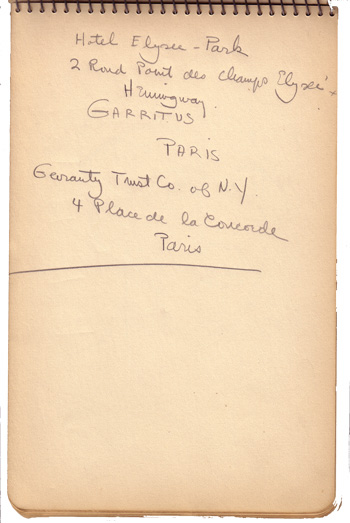 Hotel Elysee - Park
2 Rond Point des Champs Elysée
Hemingway
GARRITUS
PARIS
Guaranty Trust Co. of N.Y.
4 Place de la Concorde
Paris